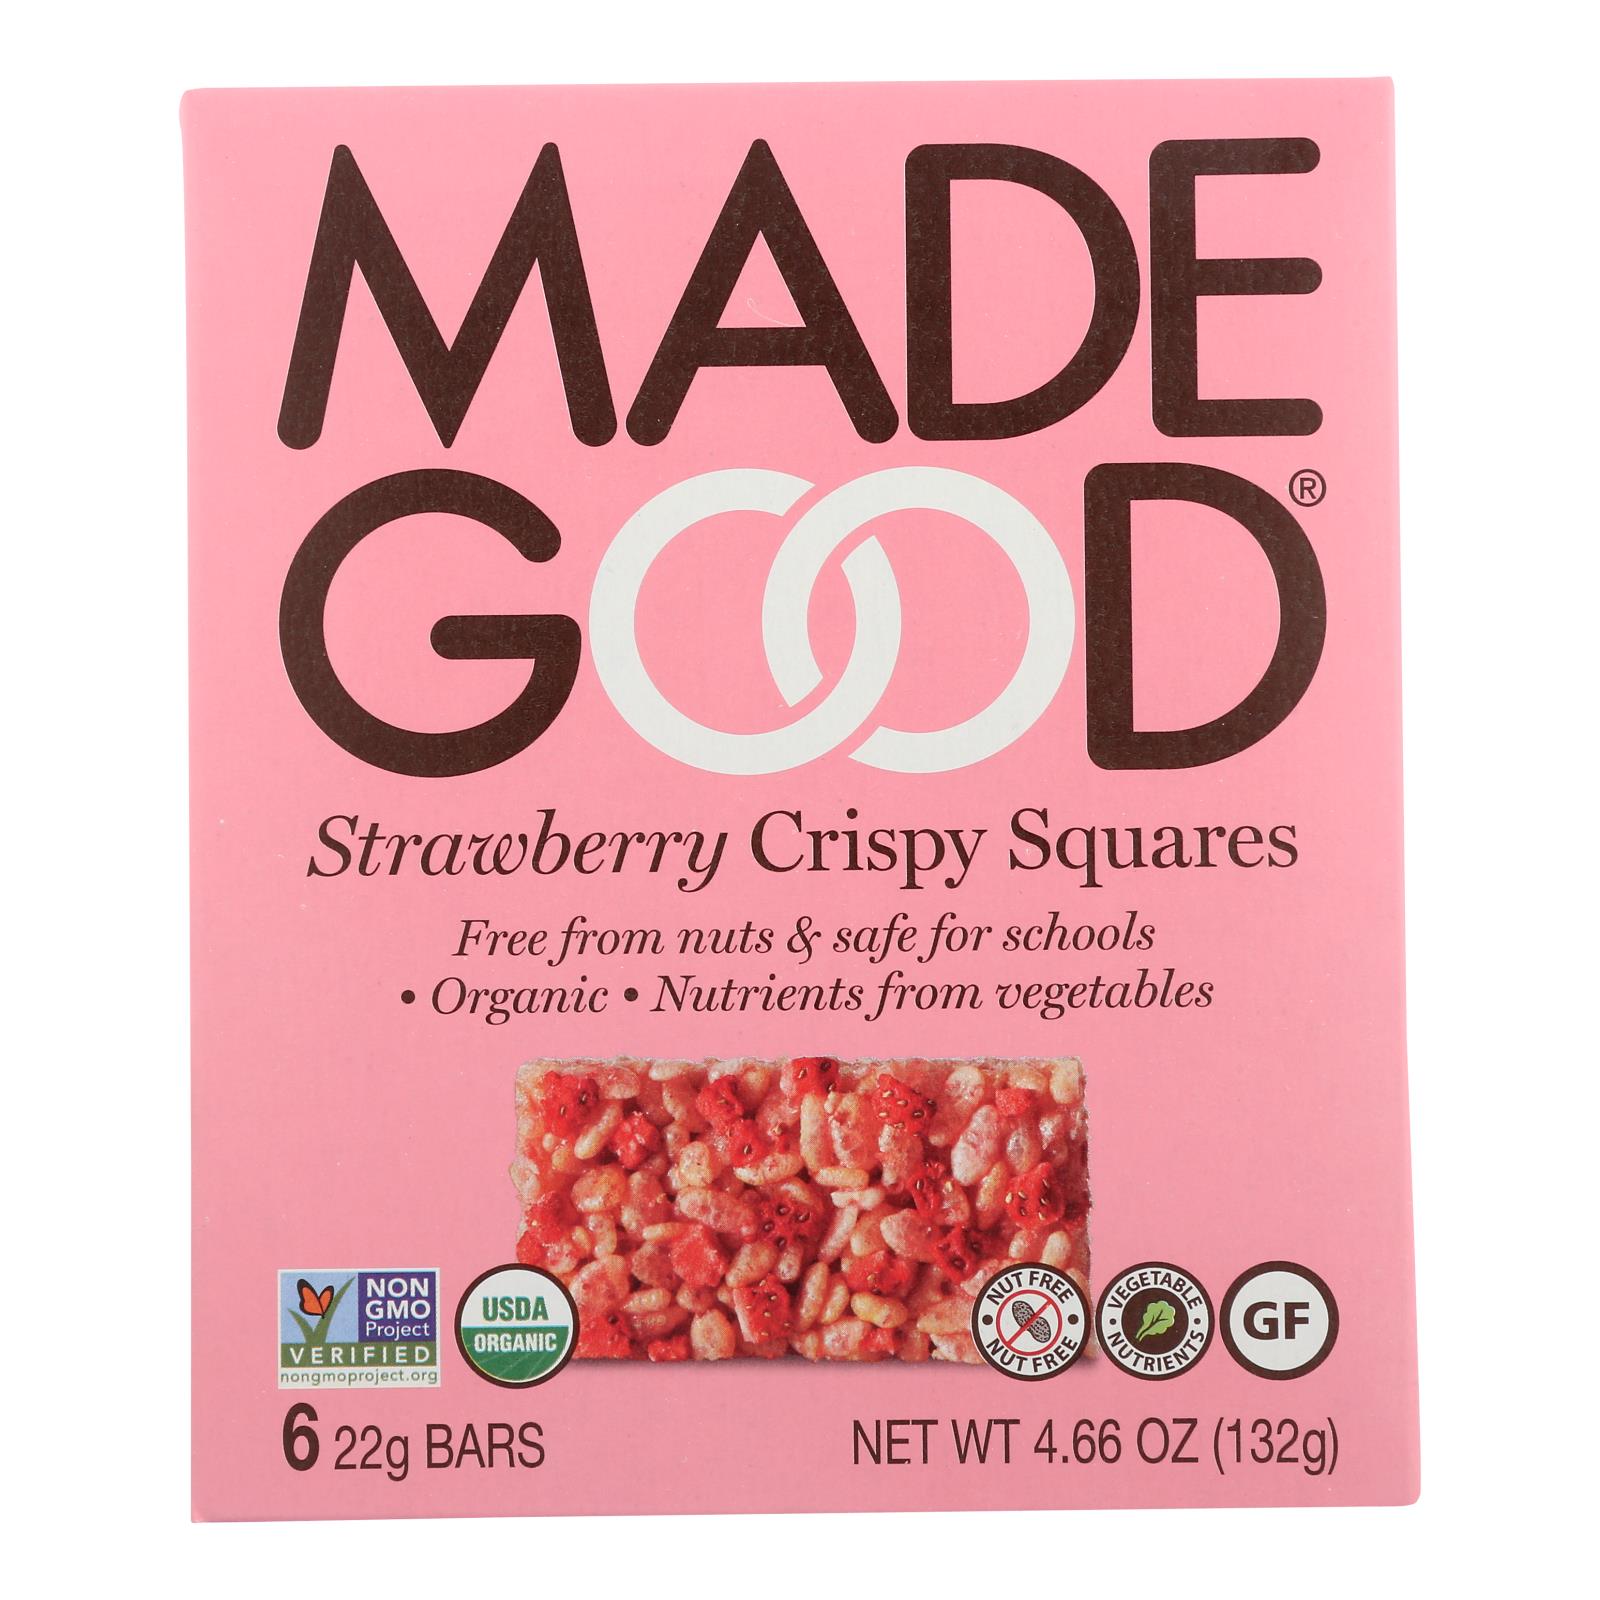 MADE
GOOD®
Strawberry Crispy Squares
Free from nuts & safe for schools
• Organic • Nutrients from vegetables
NON
GMO
Project
VERIFIED
nongmoproject.org
USDA
ORGANIC
NUT FREE
• NUT FREE •
VEGETABLE
• NUTRIENTS •
GF
6 22g BARS
NET WT 4.66 OZ (132g)